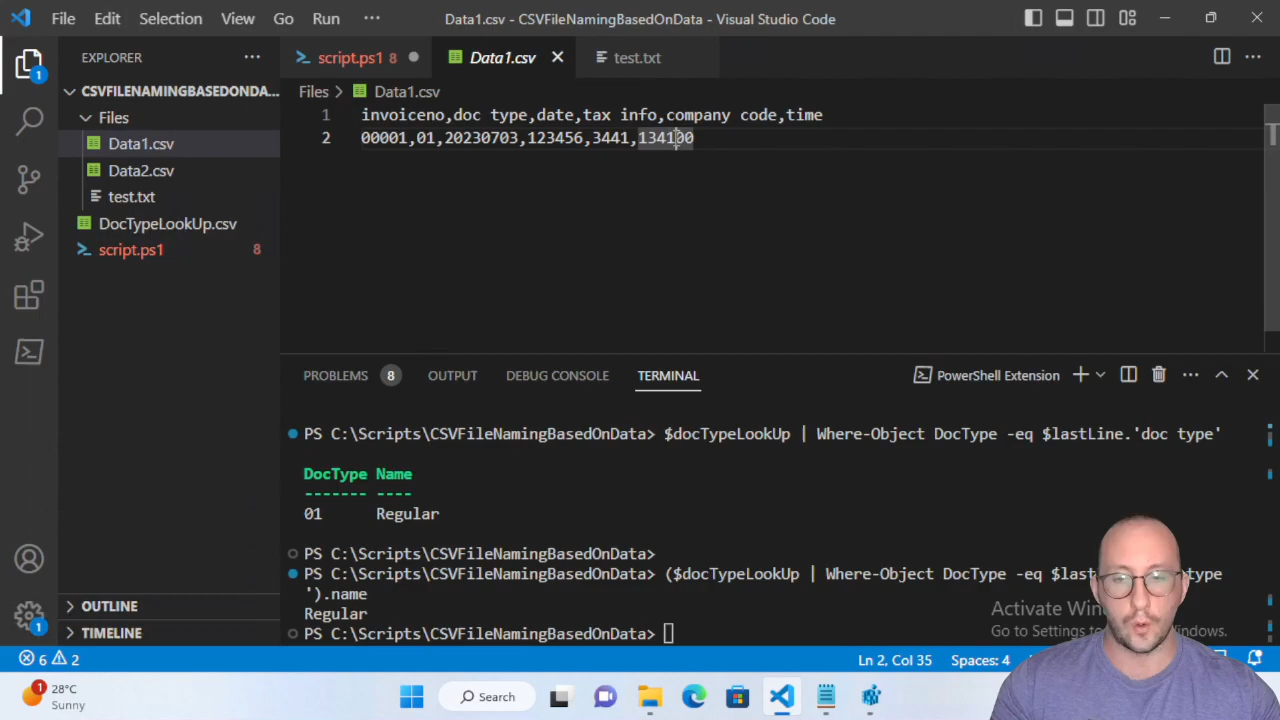 File Edit Selection View Go Run ··· Data1.csv - CSVFileNamingBasedOnData - Visual Studio Code
EXPLORER ···
script.ps1 8
Data1.csv
test.txt
CSVFILENAMINGBASEDONDA...
Files
Data1.csv
Data2.csv
test.txt
DocTypeLookUp.csv
script.ps1 8
OUTLINE
TIMELINE
1
1
Files > Data1.csv
1 invoiceno,doc type,date,tax info,company code,time
2 00001,01,20230703,123456,3441,134100
PROBLEMS 8 OUTPUT DEBUG CONSOLE TERMINAL PowerShell Extension
PS C:\Scripts\CSVFileNamingBasedOnData> $docTypeLookUp | Where-Object DocType -eq $lastLine.'doc type'
DocType Name
------- ----
01 Regular
PS C:\Scripts\CSVFileNamingBasedOnData>
PS C:\Scripts\CSVFileNamingBasedOnData> ($docTypeLookUp | Where-Object DocType -eq $last type
').name
Regular
PS C:\Scripts\CSVFileNamingBasedOnData>
Activate Win
Go to Settings to ndows.
6 2 Ln 2, Col 35 Spaces: 4
1 28°C
Sunny
Search